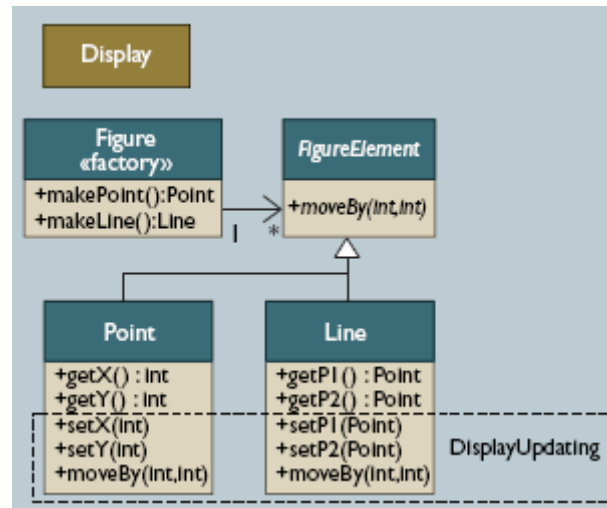 Display
Figure
«factory»
+makePoint():Point
+makeLine():Line
1
*
FigureElement
+moveBy(int,int)
Point
+getX() : int
+getY() : int
+setX(int)
+setY(int)
+moveBy(int,int)
Line
+getP1() : Point
+getP2() : Point
+setP1(Point)
+setP2(Point)
+moveBy(int,int)
DisplayUpdating